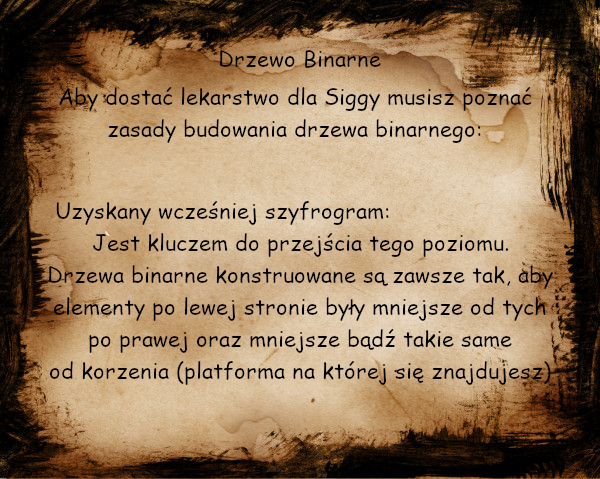 Drzewo Binarne
Aby dostać lekarstwo dla Siggy musisz poznać
zasady budowania drzewa binarnego:
Uzyskany wcześniej szyfrogram:
Jest kluczem do przejścia tego poziomu.
Drzewa binarne konstruowane są zawsze tak, aby
elementy po lewej stronie były mniejsze od tych
po prawej oraz mniejsze bądź takie same
od korzenia (platforma na której się znajdujesz)